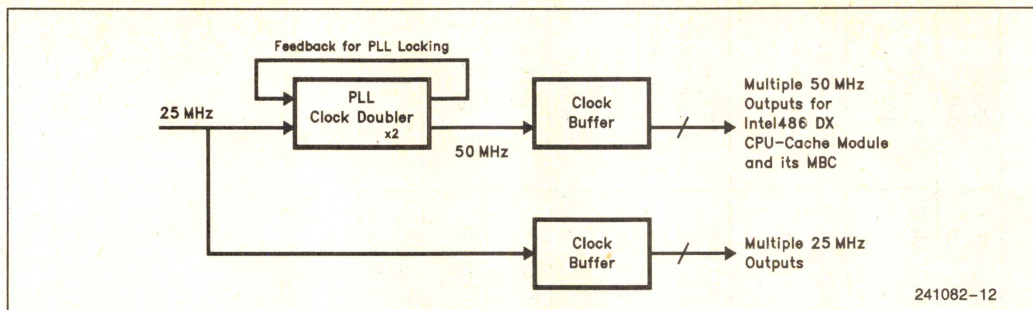 Feedback for PLL Locking
25 MHz
PLL
Clock Doubler
x2
50 MHz
Clock
Buffer
Multiple 50 MHz
Outputs for
Intel486 DX
CPU-Cache Module
and its MBC
Clock
Buffer
Multiple 25 MHz
Outputs
241082-12